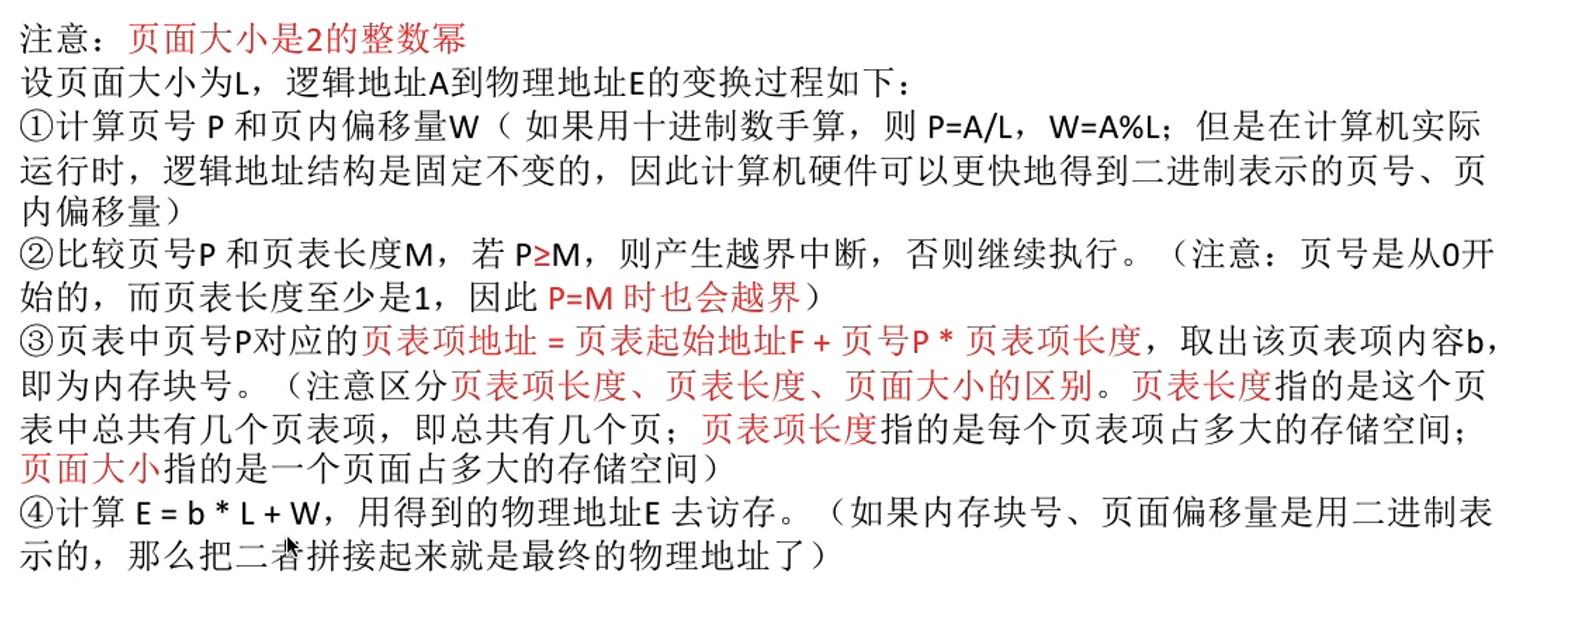 注意：页面大小是2的整数幂
设页面大小为L，逻辑地址A到物理地址E的变换过程如下：
①计算页号 P 和页内偏移量W（ 如果用十进制数手算，则 P=A/L，W=A%L；但是在计算机实际
运行时，逻辑地址结构是固定不变的，因此计算机硬件可以更快地得到二进制表示的页号、页
内偏移量）
②比较页号P 和页表长度M，若 P≥M，则产生越界中断，否则继续执行。（注意：页号是从0开
始的，而页表长度至少是1，因此 P=M 时也会越界）
③页表中页号P对应的页表项地址 = 页表起始地址F + 页号P * 页表项长度，取出该页表项内容b，
即为内存块号。（注意区分页表项长度、页表长度、页面大小的区别。页表长度指的是这个页
表中总共有几个页表项，即总共有几个页；页表项长度指的是每个页表项占多大的存储空间；
页面大小指的是一个页面占多大的存储空间）
④计算 E = b * L + W，用得到的物理地址E 去访存。（如果内存块号、页面偏移量是用二进制表
示的，那么把二者拼接起来就是最终的物理地址了）